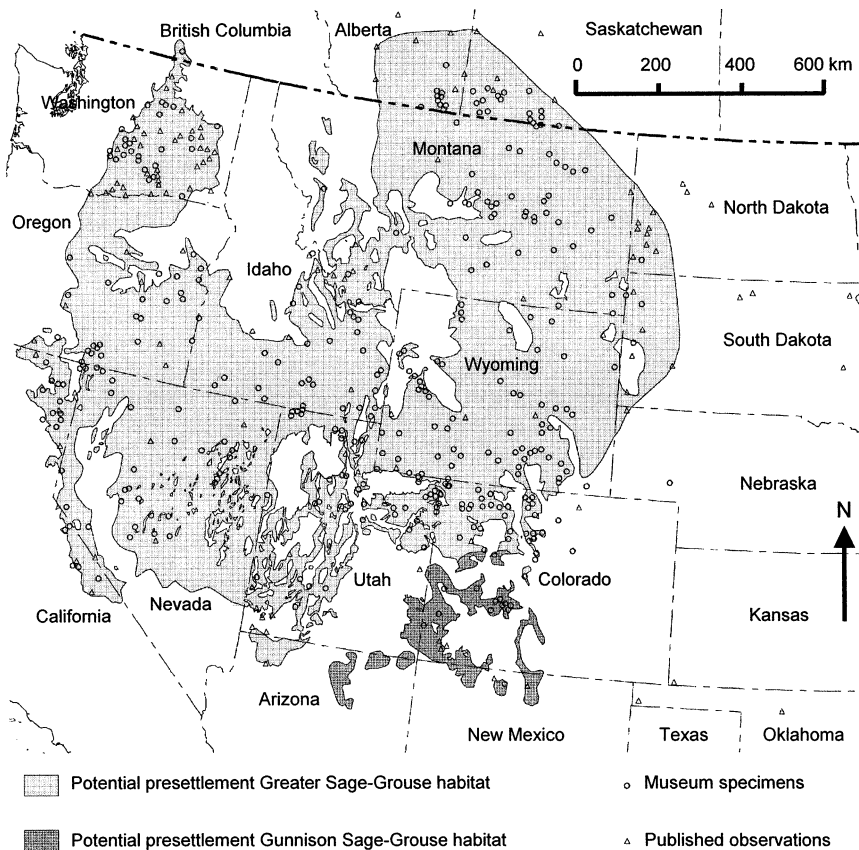 British Columbia
Alberta
Saskatchewan
0 200 400 600 km
Washington
Montana
Oregon
North Dakota
Idaho
South Dakota
Wyoming
Nebraska
N
Utah
Colorado
California
Nevada
Kansas
Arizona
New Mexico
Texas
Oklahoma
Potential presettlement Greater Sage-Grouse habitat
Museum specimens
Potential presettlement Gunnison Sage-Grouse habitat
Published observations